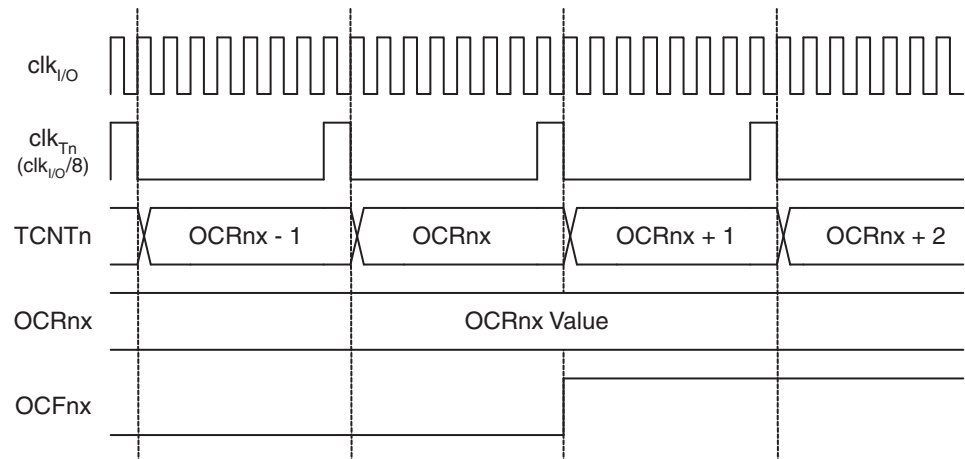 clkI/O
clkTn
(clkI/O/8)
TCNTn
OCRnx - 1
OCRnx
OCRnx + 1
OCRnx + 2
OCRnx
OCRnx Value
OCFnx